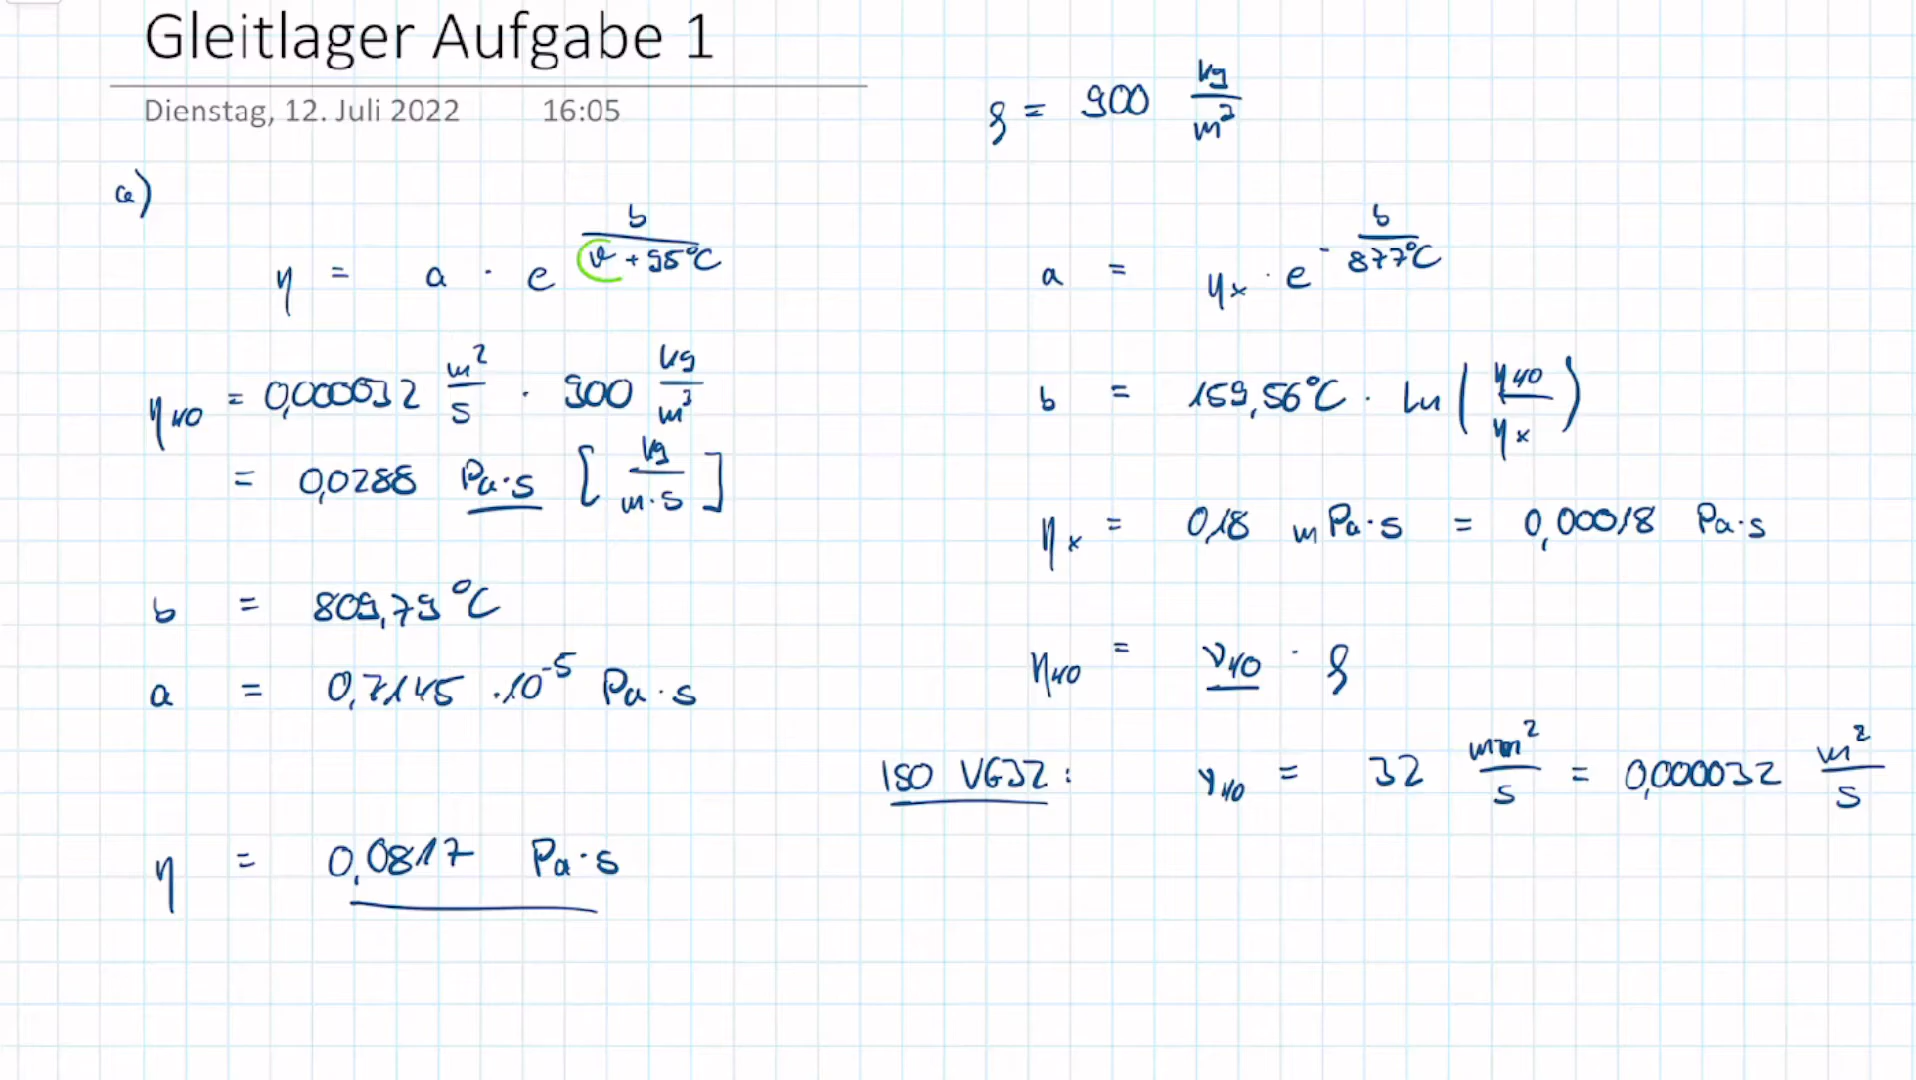 Gleitlager Aufgabe 1
Dienstag, 12. Juli 2022 16:05
ρ = 900 kg/m³
a)
η = a · e^(b/(ϑ + 95°C))
a = ηx · e^(- b/877°C)
η40 = 0,000032 m²/s · 900 kg/m³
b = 159,56°C · ln(η40/ηx)
= 0,0288 Pa·s [kg/m·s]
ηx = 0,18 mPa·s = 0,00018 Pa·s
b = 809,79°C
η40 = ν40 · ρ
a = 0,7145 · 10⁻⁵ Pa·s
ISO VG32: ν40 = 32 mm²/s = 0,000032 m²/s
η = 0,0817 Pa·s